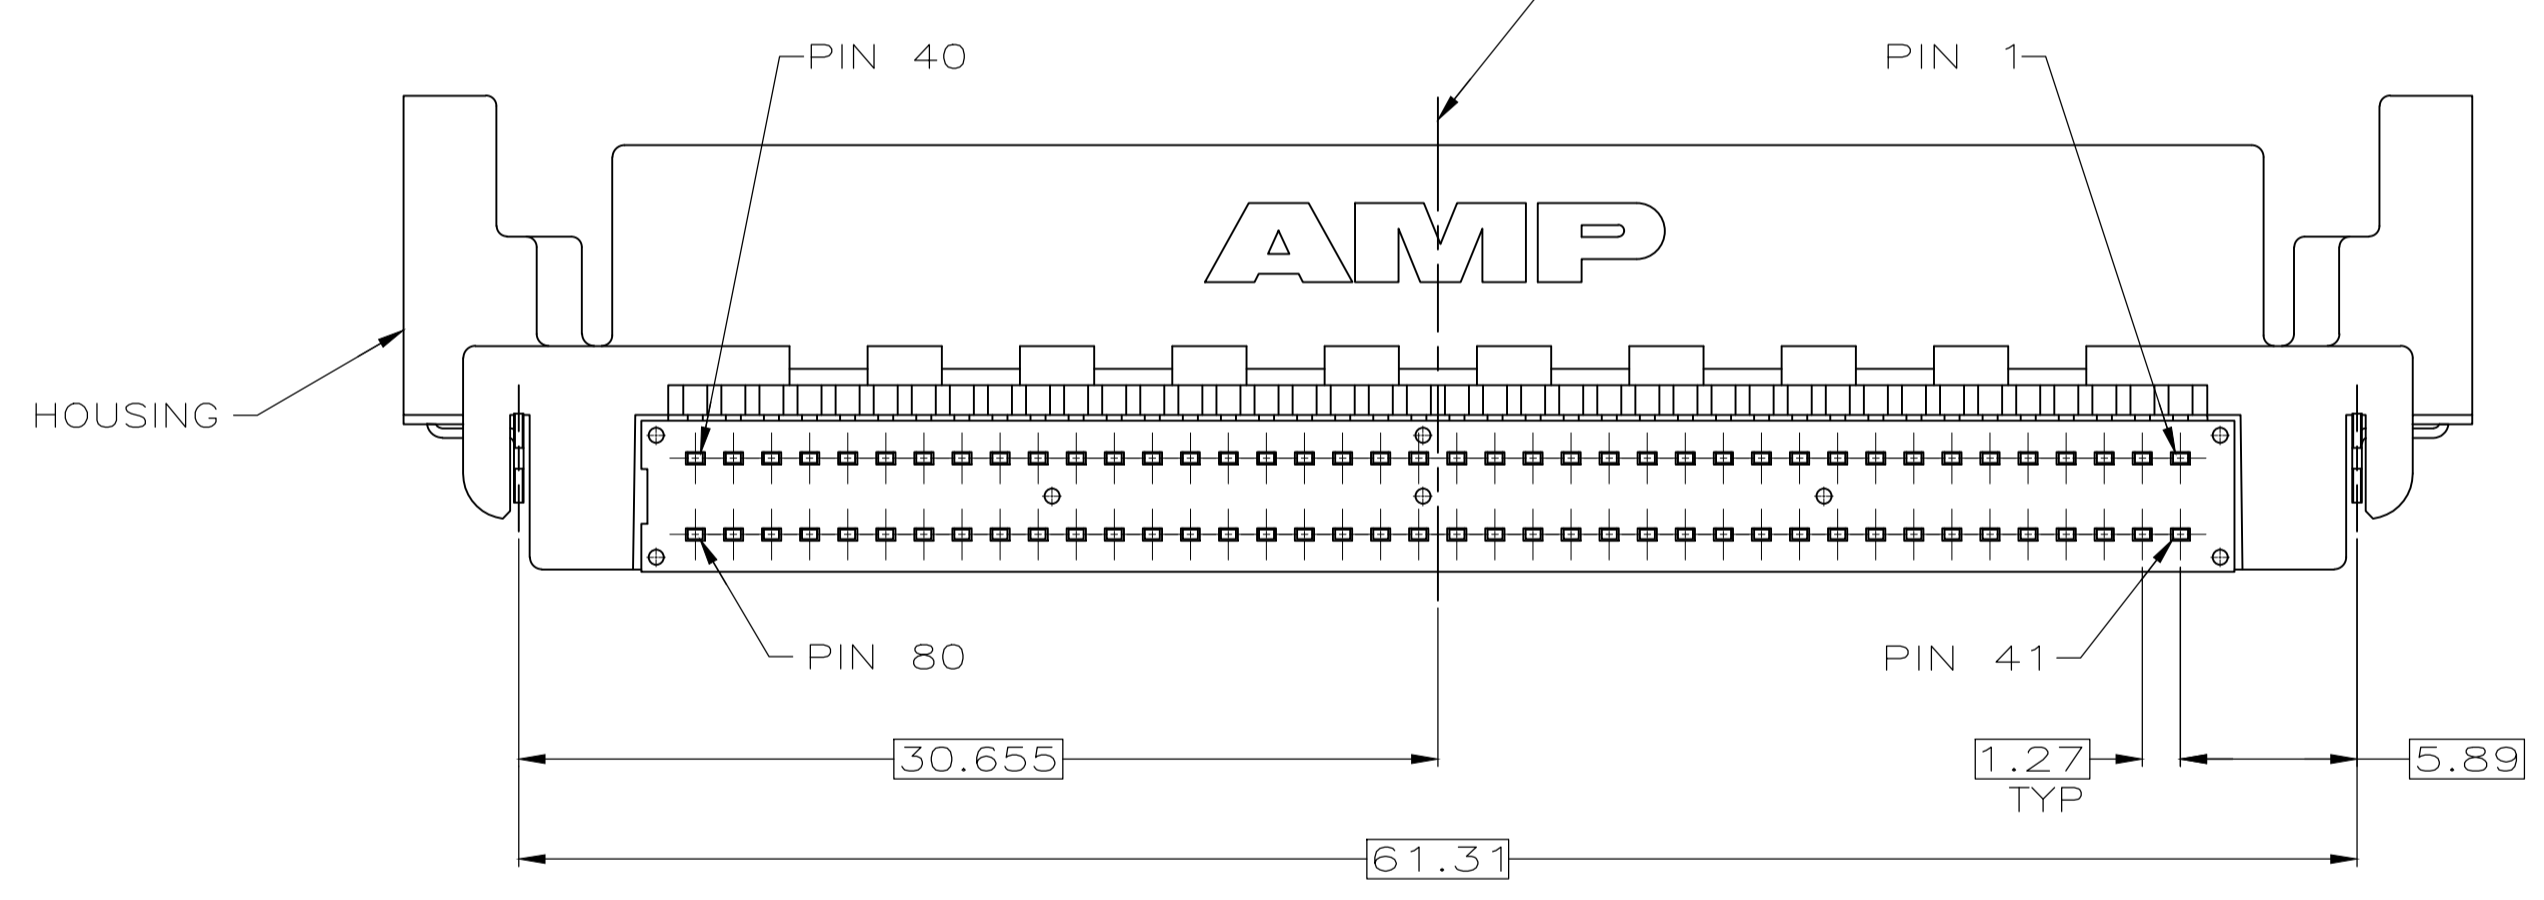 PIN 40
PIN 1
AMP
HOUSING
PIN 80
PIN 41
30.655
1.27
5.89
TYP
61.31